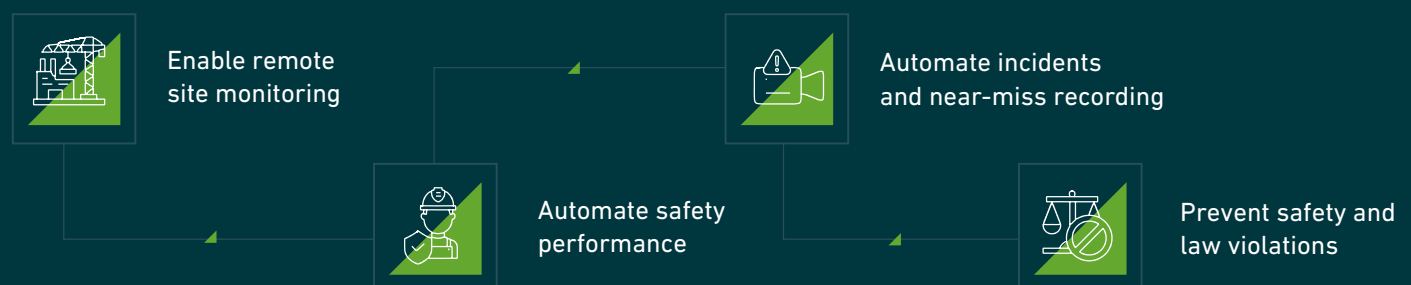 Enable remote
site monitoring
Automate safety
performance
Automate incidents
and near-miss recording
Prevent safety and
law violations